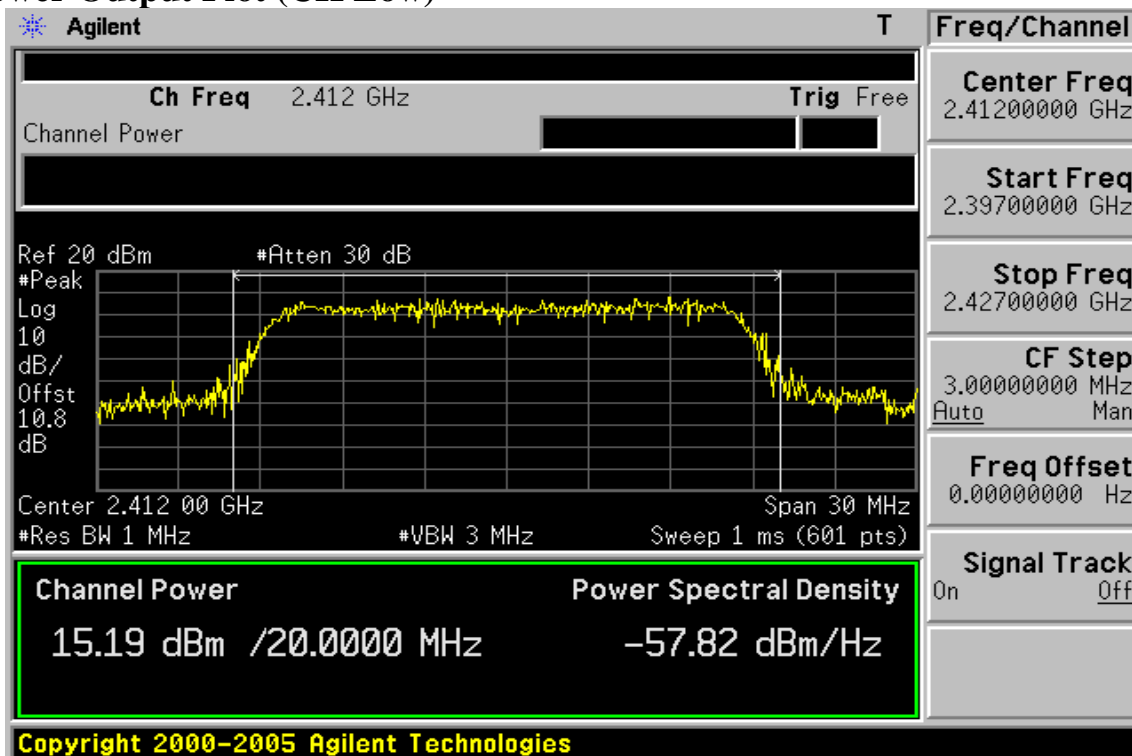 Output Plot (CH Low)
Agilent T
Freq/Channel
Ch Freq 2.412 GHz Trig Free
Channel Power
Center Freq
2.41200000 GHz
Start Freq
2.39700000 GHz
Stop Freq
2.42700000 GHz
CF Step
3.00000000 MHz
Auto Man
Freq Offset
0.00000000 Hz
Signal Track
On Off
Ref 20 dBm #Atten 30 dB
#Peak
Log
10
dB/
Offst
10.8
dB
Center 2.412 00 GHz Span 30 MHz
#Res BW 1 MHz #VBW 3 MHz Sweep 1 ms (601 pts)
Channel Power Power Spectral Density
15.19 dBm /20.0000 MHz -57.82 dBm/Hz
Copyright 2000-2005 Agilent Technologies